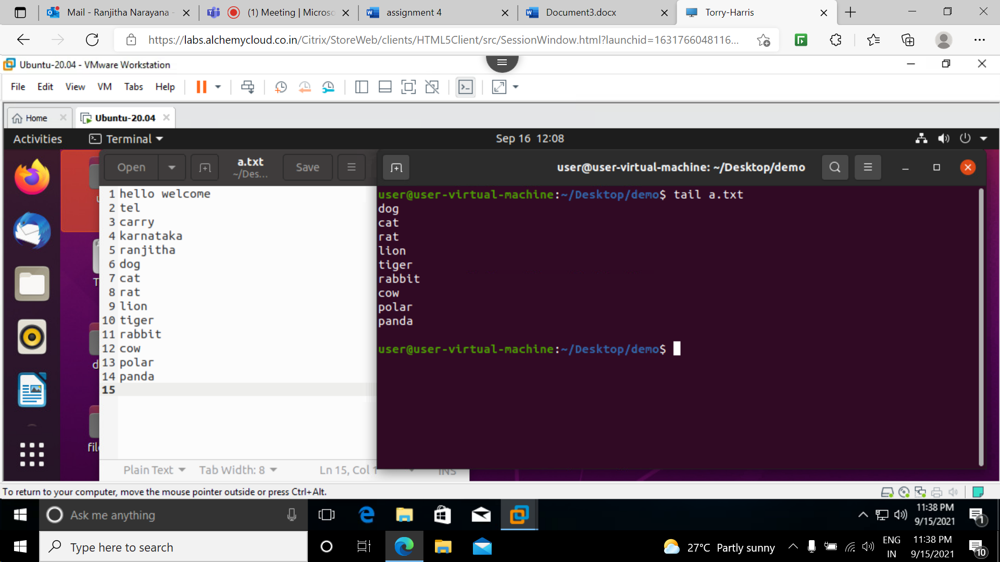 Mail - Ranjitha Narayana -
(1) Meeting | Microso
assignment 4
Document3.docx
Torry-Harris
https://labs.alchemycloud.co.in/Citrix/StoreWeb/clients/HTML5Client/src/SessionWindow.html?launchid=1631766048116...
Ubuntu-20.04 - VMware Workstation
File Edit View VM Tabs Help
Home
Ubuntu-20.04
Activities
Terminal
Sep 16 12:08
Open
a.txt
~/Des...
Save
user@user-virtual-machine: ~/Desktop/demo
1 hello welcome
2 tel
3 carry
4 karnataka
5 ranjitha
6 dog
7 cat
8 rat
9 lion
10 tiger
11 rabbit
12 cow
13 polar
14 panda
15
Plain Text
Tab Width: 8
Ln 15, Col 1
INS
user@user-virtual-machine:~/Desktop/demo$ tail a.txt
dog
cat
rat
lion
tiger
rabbit
cow
polar
panda
user@user-virtual-machine:~/Desktop/demo$
To return to your computer, move the mouse pointer outside or press Ctrl+Alt.
Ask me anything
11:38 PM
9/15/2021
1
Type here to search
27°C Partly sunny
ENG
IN
11:38 PM
9/15/2021
10